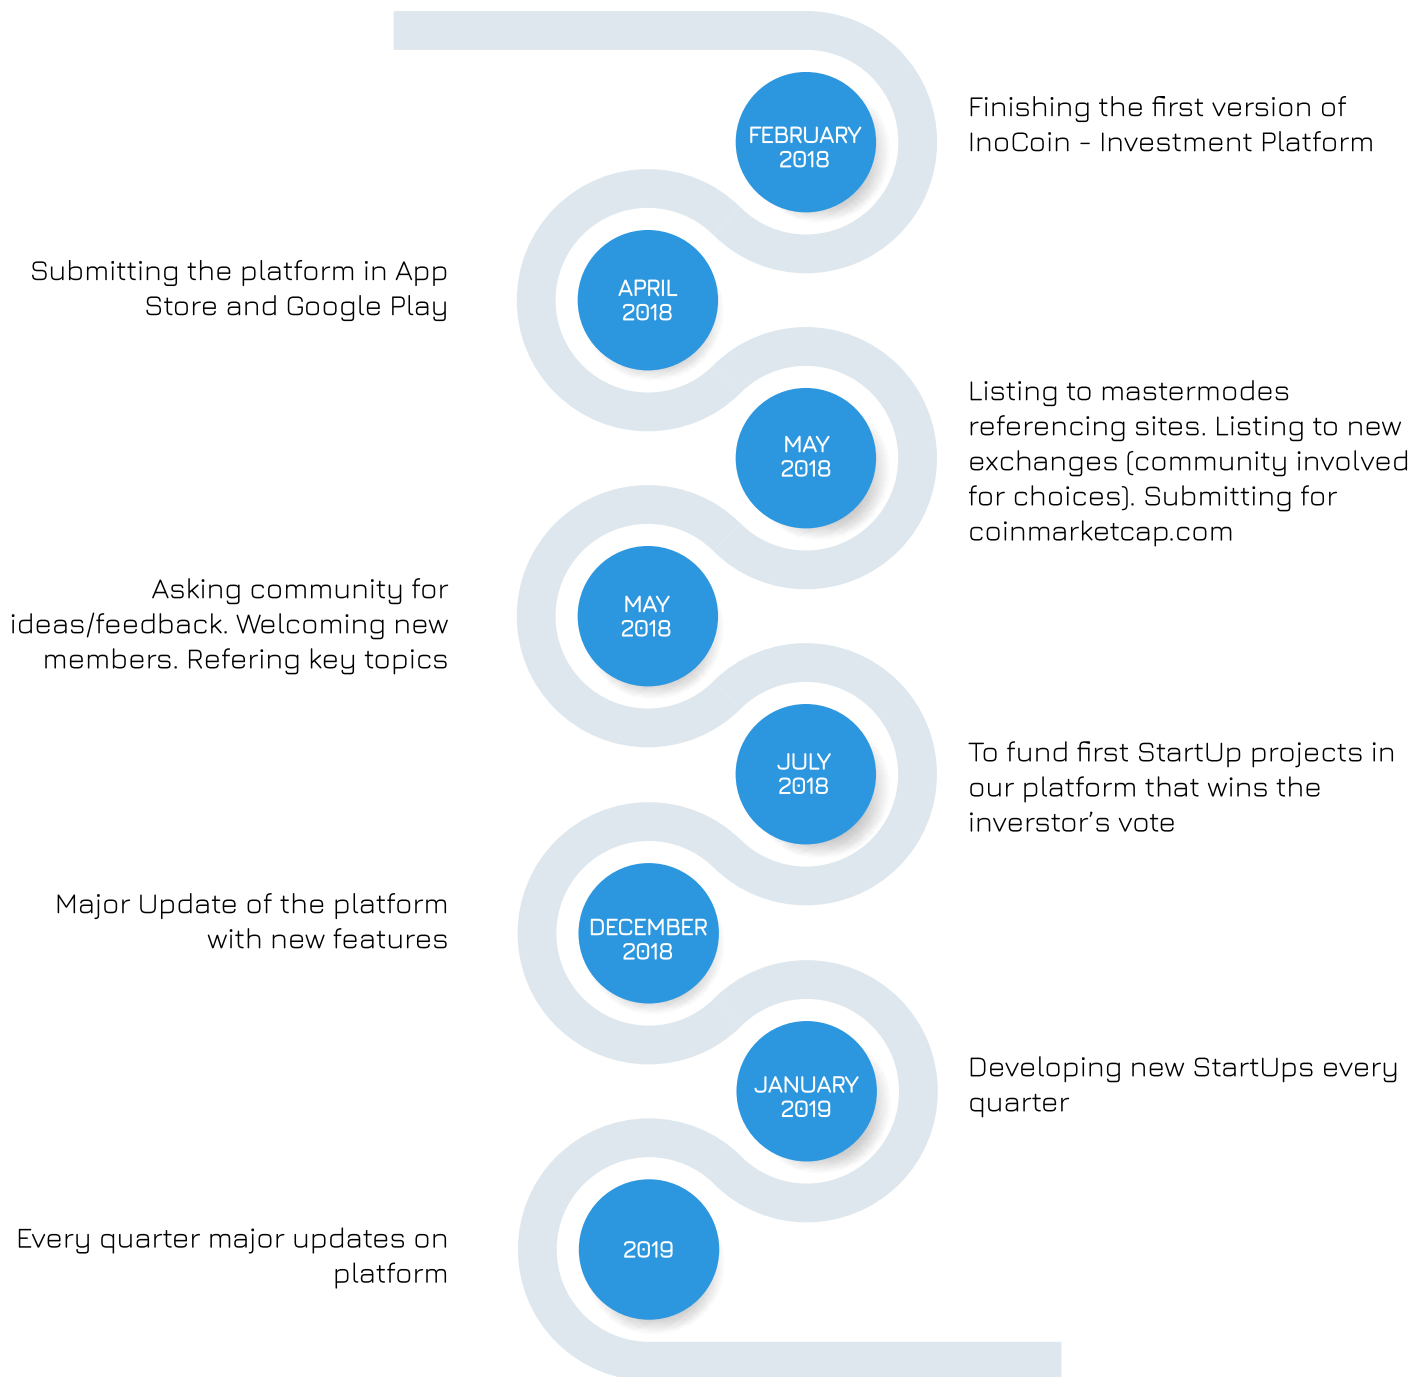 FEBRUARY
2018
Finishing the first version of
InoCoin - Investment Platform
APRIL
2018
Submitting the platform in App
Store and Google Play
MAY
2018
Listing to mastermodes
referencing sites. Listing to new
exchanges (community involved
for choices). Submitting for
coinmarketcap.com
MAY
2018
Asking community for
ideas/feedback. Welcoming new
members. Refering key topics
JULY
2018
To fund first StartUp projects in
our platform that wins the
inverstor's vote
DECEMBER
2018
Major Update of the platform
with new features
JANUARY
2019
Developing new StartUps every
quarter
2019
Every quarter major updates on
platform